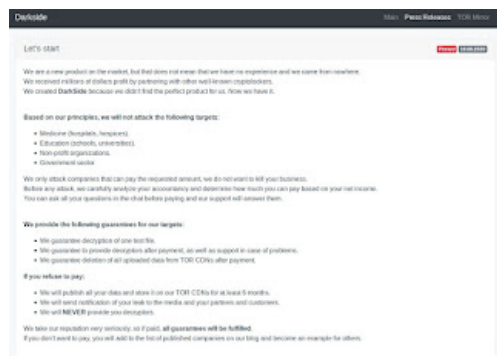 Darkside
Main Press Releases TOR Mirror
Let's start
Pinned 10.08.2020
We are a new product on the market, but that does not mean that we have no experience and we came from nowhere.
We received millions of dollars profit by partnering with other well-known cryptolockers.
We created DarkSide because we didn't find the perfect product for us. Now we have it.
Based on our principles, we will not attack the following targets:
• Medicine (hospitals, hospices).
• Education (schools, universities).
• Non-profit organizations.
• Government sector
We only attack companies that can pay the requested amount, we do not want to kill your business.
Before any attack, we carefully analyze your accountancy and determine how much you can pay based on your net income.
You can ask all your questions in the chat before paying and our support will answer them.
We provide the following guarantees for our targets:
• We guarantee decryption of one test file.
• We guarantee to provide decryptors after payment, as well as support in case of problems.
• We guarantee deletion of all uploaded data from TOR CDNs after payment.
If you refuse to pay:
• We will publish all your data and store it on our TOR CDNs for at least 6 months.
• We will send notification of your leak to the media and your partners and customers.
• We will NEVER provide you decryptors.
We take our reputation very seriously, so if paid, all guarantees will be fulfilled.
If you don't want to pay, you will add to the list of published companies on our blog and become an example for others.